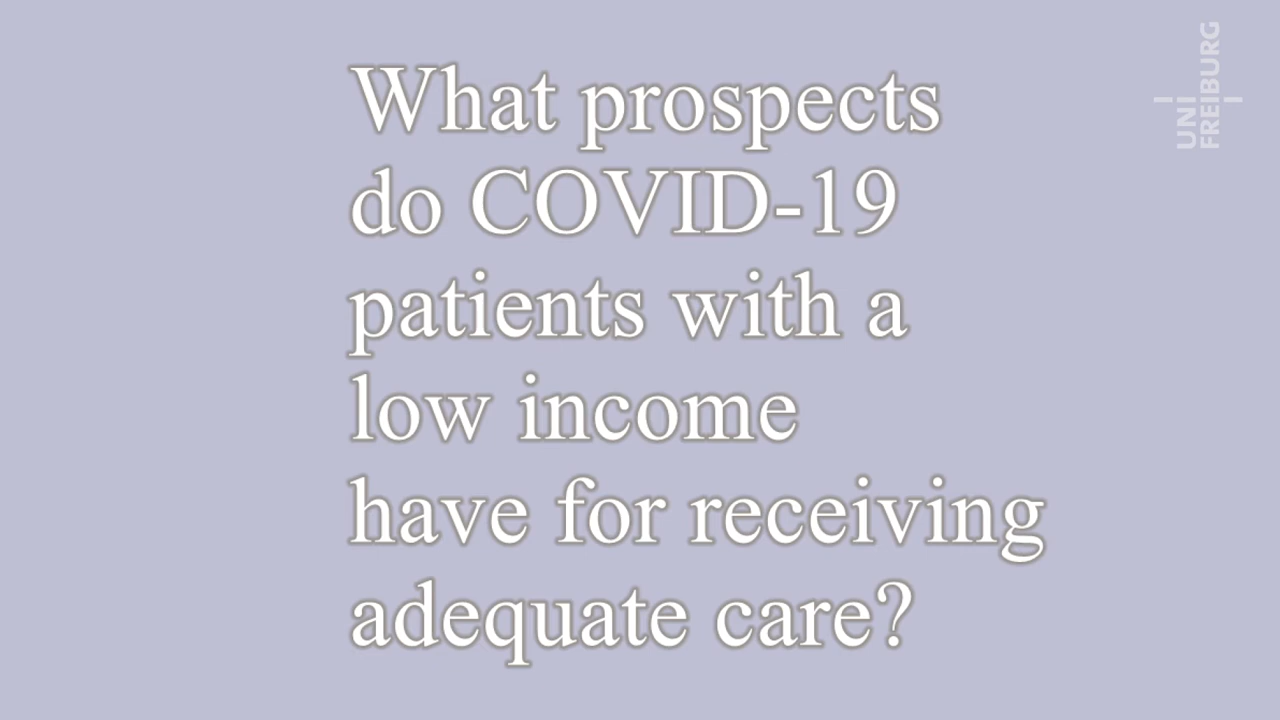 What prospects
do COVID-19
patients with a
low income
have for receiving
adequate care?
UNI
FREIBURG